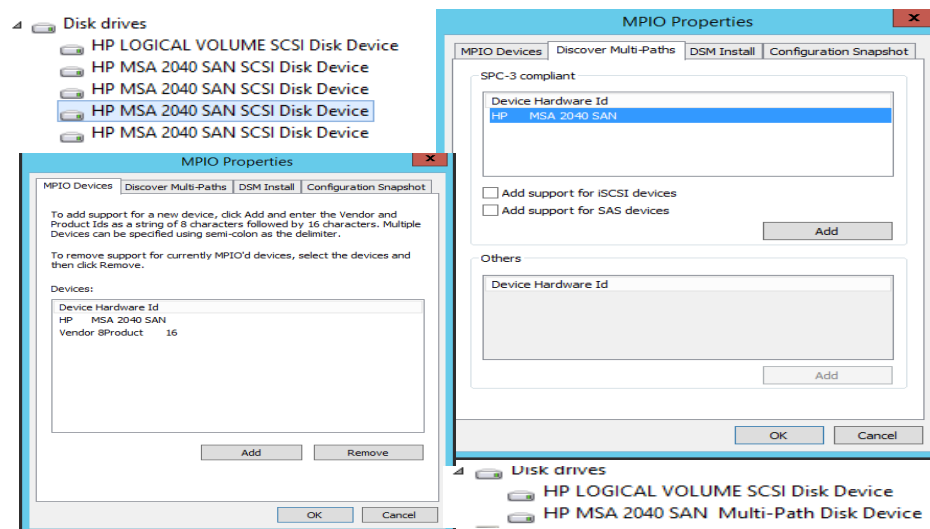 Disk drives
HP LOGICAL VOLUME SCSI Disk Device
HP MSA 2040 SAN SCSI Disk Device
HP MSA 2040 SAN SCSI Disk Device
HP MSA 2040 SAN SCSI Disk Device
HP MSA 2040 SAN SCSI Disk Device
MPIO Properties
x
MPIO Devices Discover Multi-Paths DSM Install Configuration Snapshot
SPC-3 compliant
Device Hardware Id
HP MSA 2040 SAN
Add support for iSCSI devices
Add support for SAS devices
Add
Others
Device Hardware Id
Add
OK Cancel
MPIO Properties
x
MPIO Devices Discover Multi-Paths DSM Install Configuration Snapshot
To add support for a new device, click Add and enter the Vendor and
Product Ids as a string of 8 characters followed by 16 characters. Multiple
Devices can be specified using semi-colon as the delimiter.
To remove support for currently MPIO'd devices, select the devices and
then click Remove.
Devices:
Device Hardware Id
HP MSA 2040 SAN
Vendor 8Product 16
Add Remove
OK Cancel
Disk drives
HP LOGICAL VOLUME SCSI Disk Device
HP MSA 2040 SAN Multi-Path Disk Device